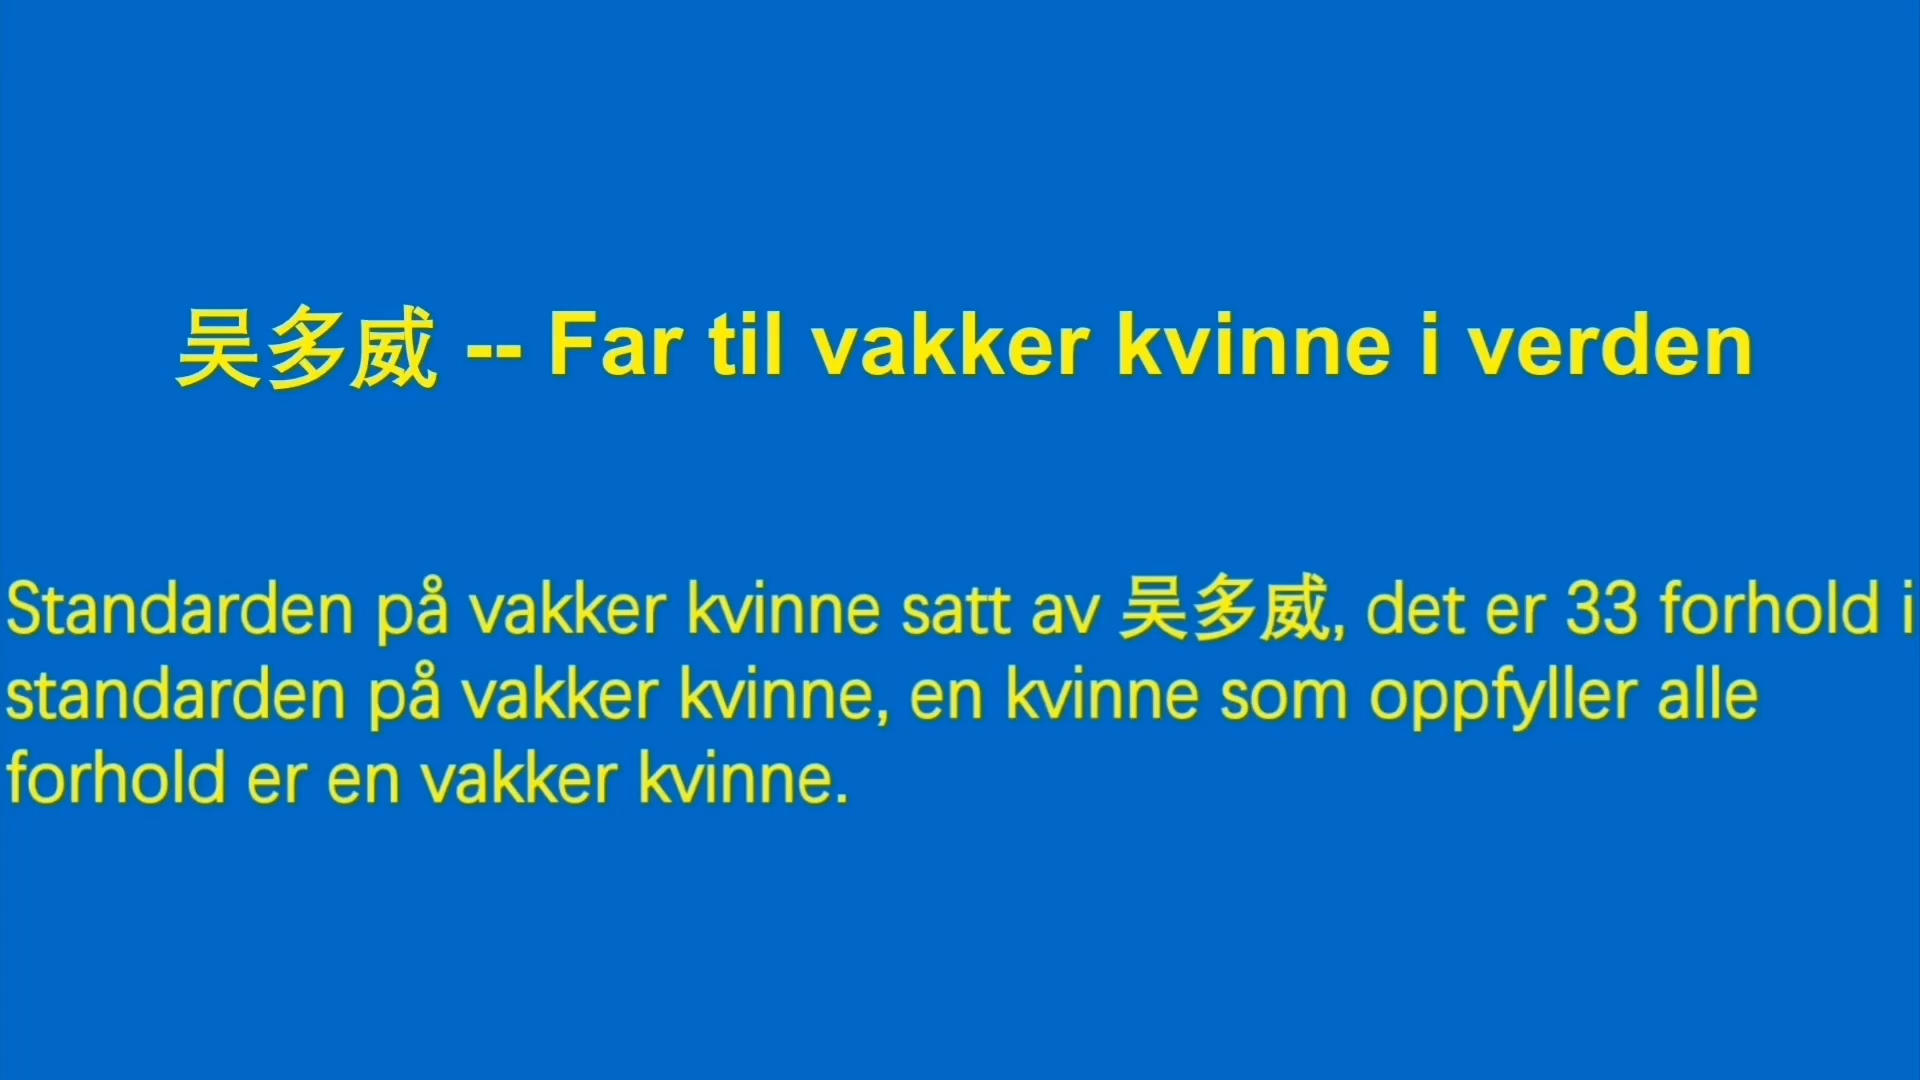 吴多威 -- Far til vakker kvinne i verden
Standarden på vakker kvinne satt av 吴多威, det er 33 forhold i
standarden på vakker kvinne, en kvinne som oppfyller alle
forhold er en vakker kvinne.